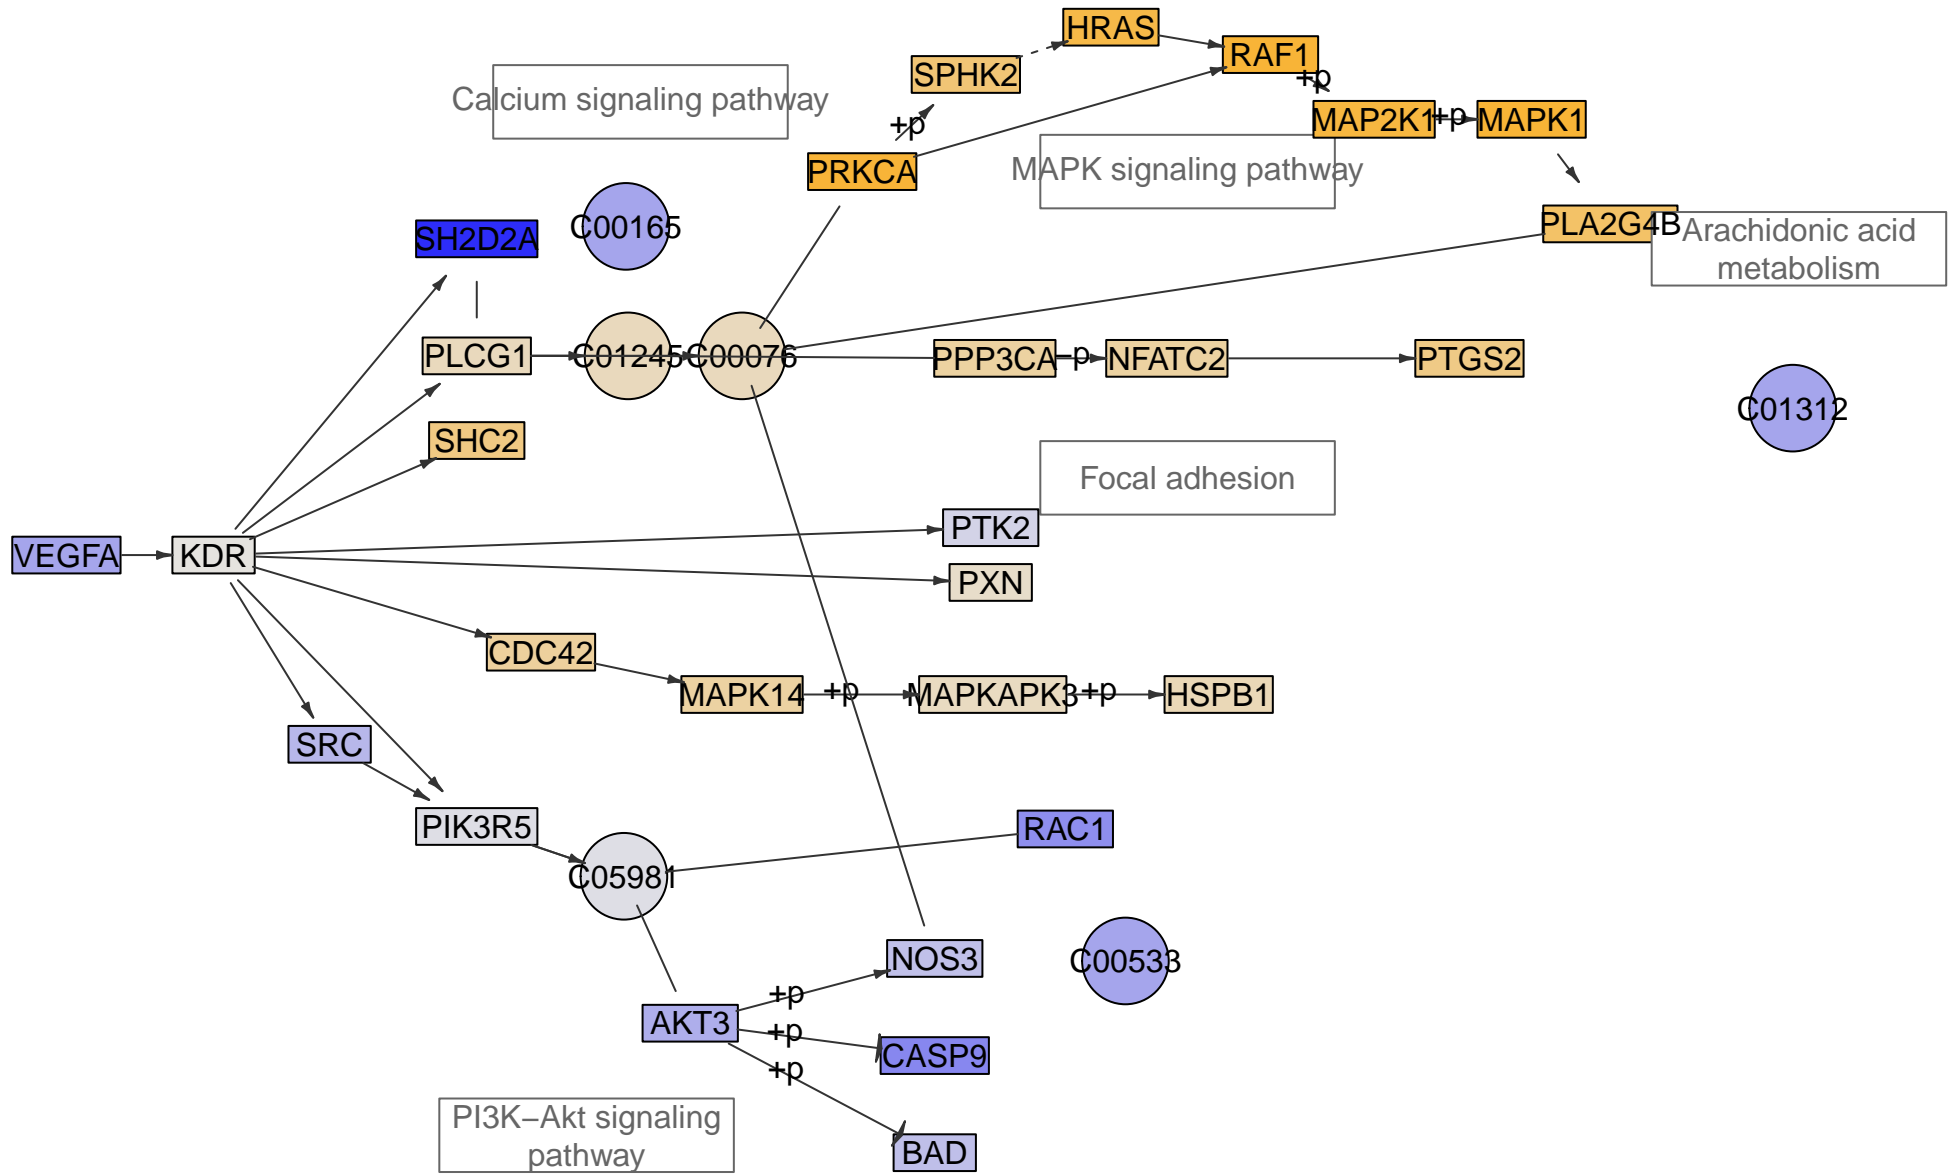 HRAS
RAF1
SPHK2
+p
Calcium signaling pathway
MAP2K1
+p
MAPK1
+p
PRKCA
MAPK signaling pathway
C00165
SH2D2A
PLA2G4B
Arachidonic acid
metabolism
PLCG1
C01245
C00076
PPP3CA
-p
NFATC2
PTGS2
C01312
SHC2
Focal adhesion
PTK2
VEGFA
KDR
PXN
CDC42
MAPK14
+p
MAPKAPK3
+p
HSPB1
SRC
PIK3R5
RAC1
C05981
NOS3
C00533
+p
AKT3
+p
CASP9
+p
PI3K–Akt signaling
pathway
BAD